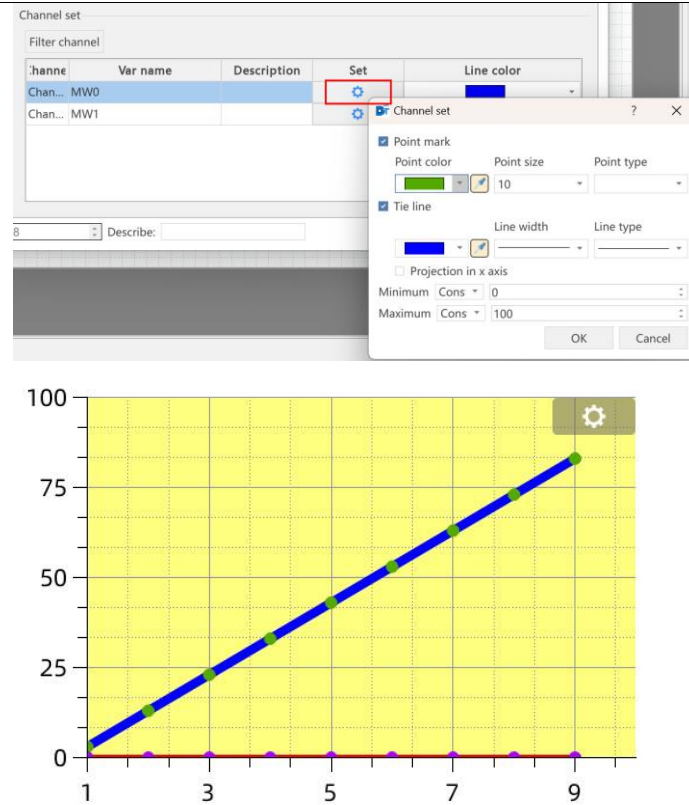 Channel set
Filter channel
:hanne Var name Description Set Line color
Chan... MW0
Chan... MW1
Channel set ? X
Point mark
Point color Point size Point type
10
Tie line
Line width Line type
8 Describe:
Projection in x axis
Minimum Cons 0
Maximum Cons 100
OK Cancel
100
75
50
25
0
1 3 5 7 9